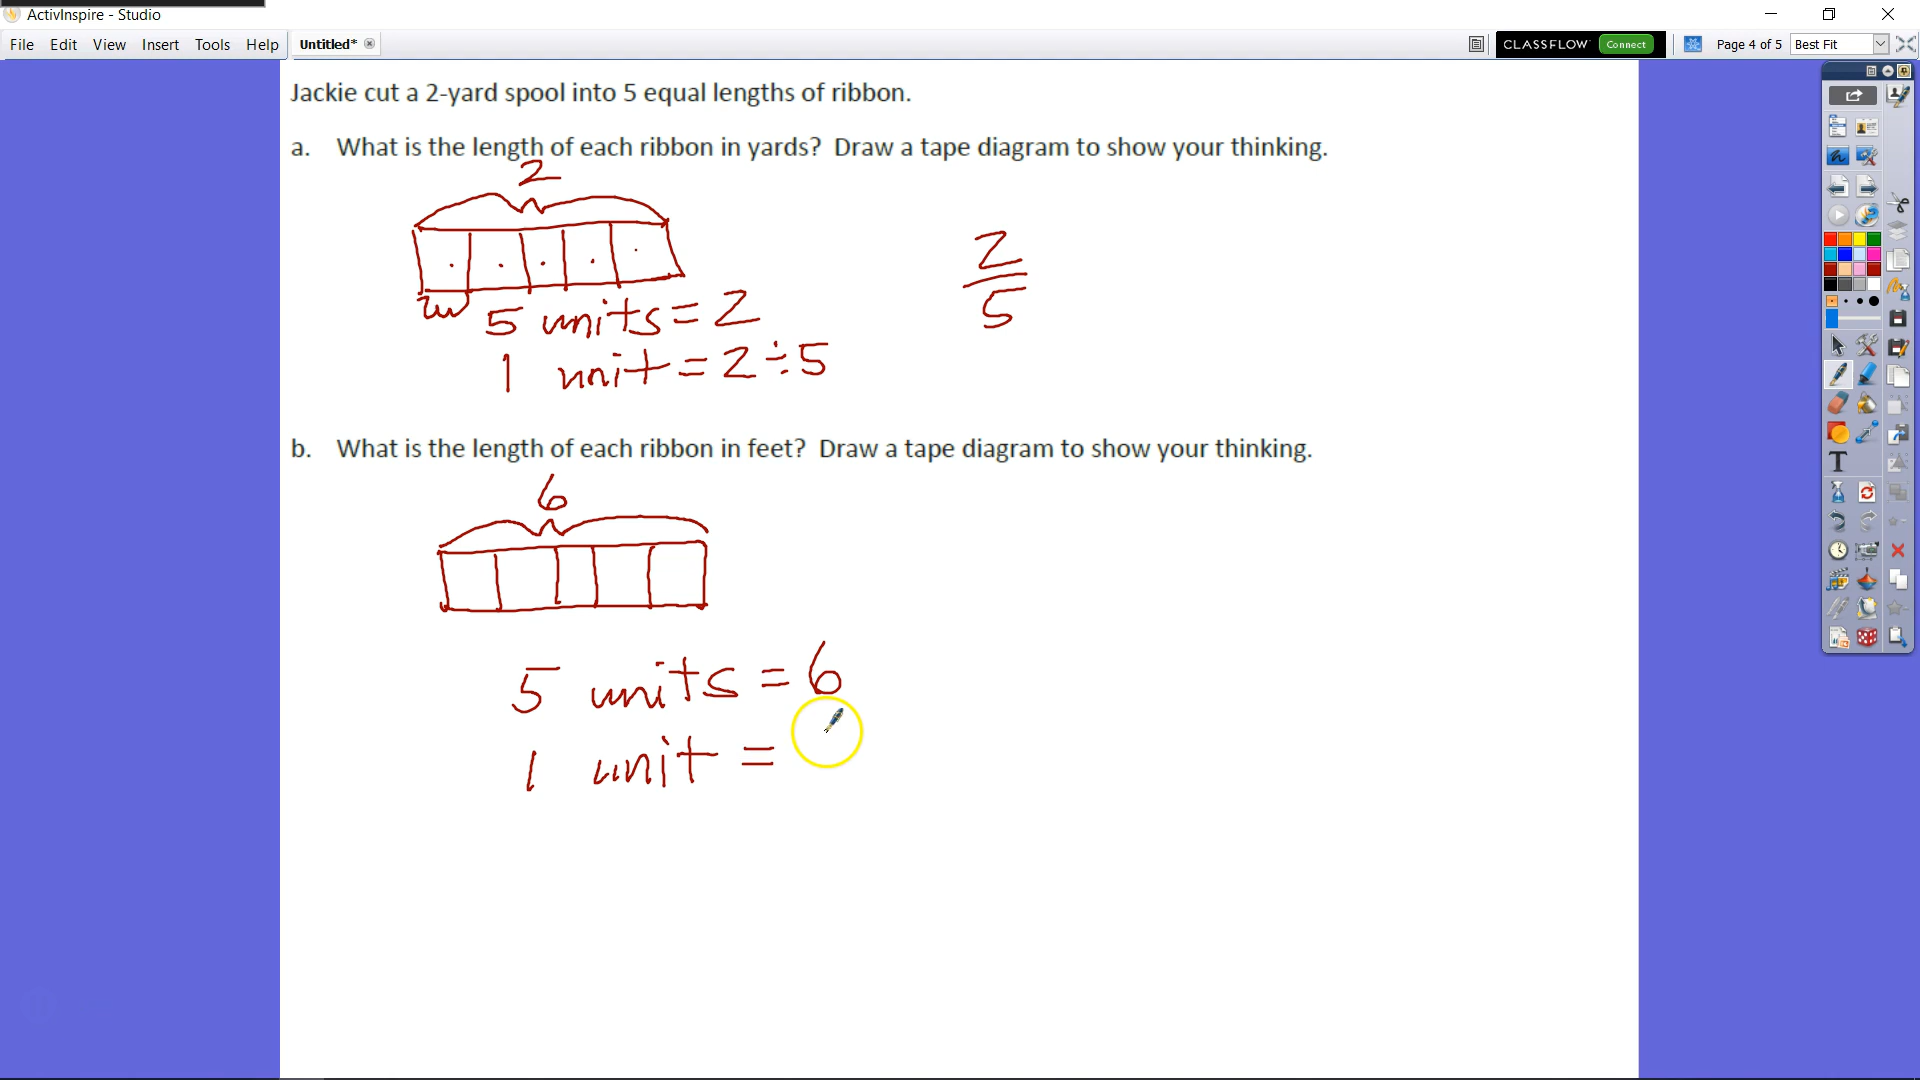 ActivInspire - Studio
File Edit View Insert Tools Help Untitled* CLASSFLOW Connect Page 4 of 5 Best Fit
Jackie cut a 2-yard spool into 5 equal lengths of ribbon.
a. What is the length of each ribbon in yards? Draw a tape diagram to show your thinking.
2
2
5
5 units = 2
1 unit = 2 ÷ 5
b. What is the length of each ribbon in feet? Draw a tape diagram to show your thinking.
6
5 units = 6
1 unit =